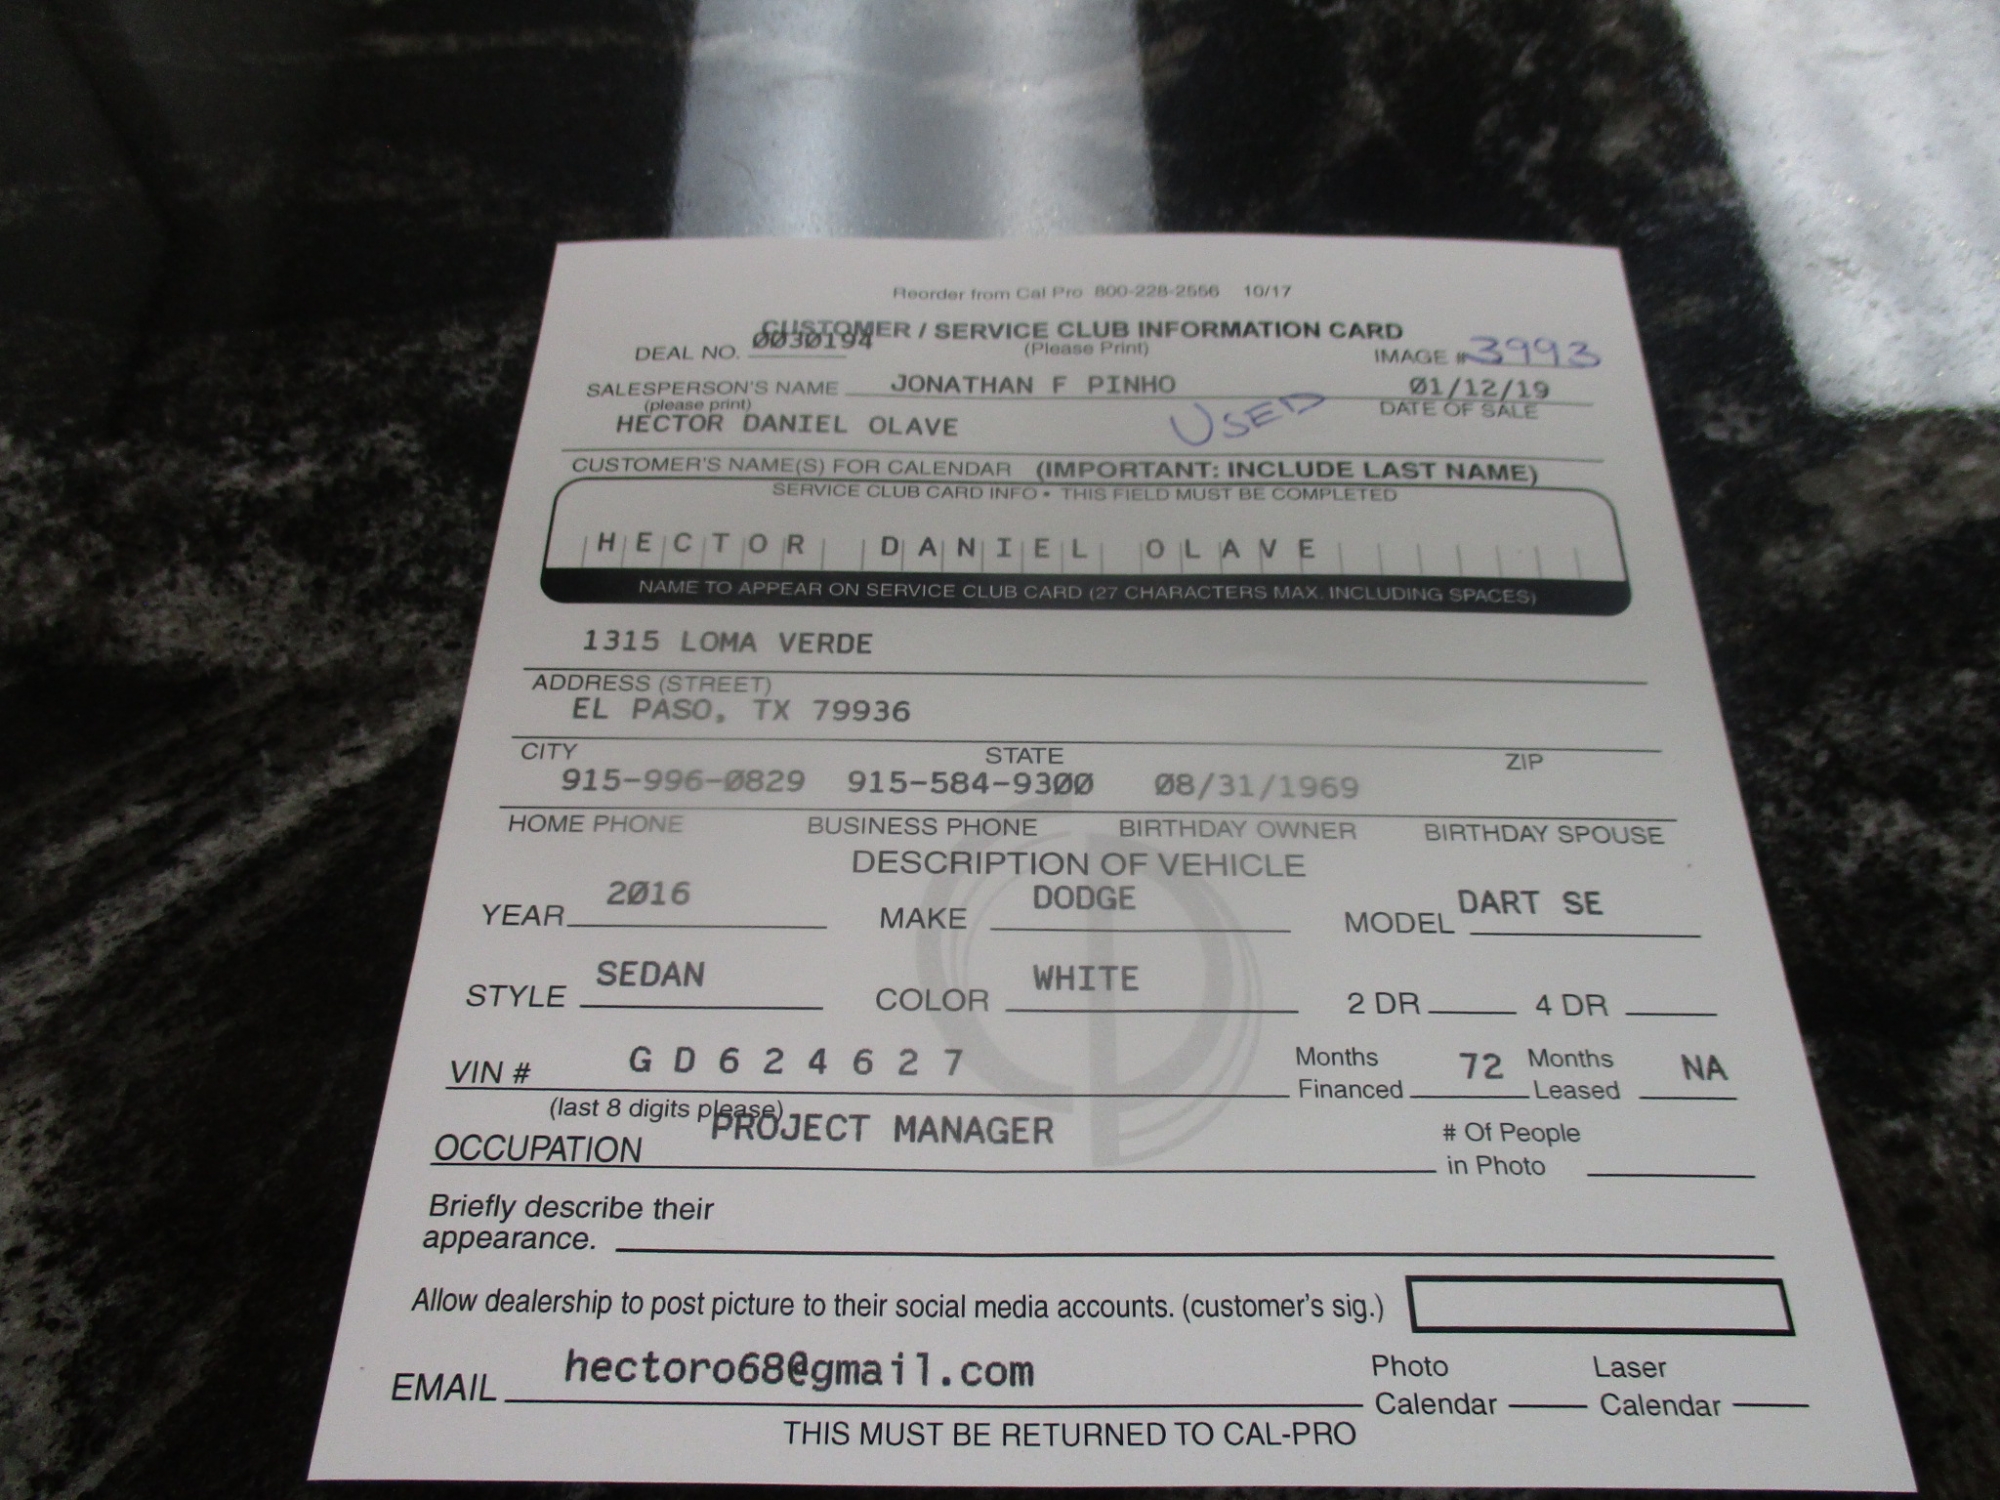 Reorder from Cal Pro 800-228-2556 10/17
CUSTOMER / SERVICE CLUB INFORMATION CARD
(Please Print)
DEAL NO. 0030194
IMAGE # 3993
SALESPERSON'S NAME JONATHAN F PINHO 01/12/19
(please print) DATE OF SALE
HECTOR DANIEL OLAVE USED
CUSTOMER'S NAME(S) FOR CALENDAR (IMPORTANT: INCLUDE LAST NAME)
SERVICE CLUB CARD INFO • THIS FIELD MUST BE COMPLETED
HECTOR DANIEL OLAVE
NAME TO APPEAR ON SERVICE CLUB CARD (27 CHARACTERS MAX. INCLUDING SPACES)
1315 LOMA VERDE
ADDRESS (STREET)
EL PASO, TX 79936
CITY STATE ZIP
915-996-0829 915-584-9300 08/31/1969
HOME PHONE BUSINESS PHONE BIRTHDAY OWNER BIRTHDAY SPOUSE
DESCRIPTION OF VEHICLE
YEAR 2016 MAKE DODGE MODEL DART SE
STYLE SEDAN COLOR WHITE 2 DR 4 DR
VIN # G D 6 2 4 6 2 7 Months Financed 72 Months Leased NA
(last 8 digits please)
OCCUPATION PROJECT MANAGER # Of People in Photo
Briefly describe their
appearance.
Allow dealership to post picture to their social media accounts. (customer's sig.)
EMAIL hectoro68@gmail.com Photo Calendar Laser Calendar
THIS MUST BE RETURNED TO CAL-PRO